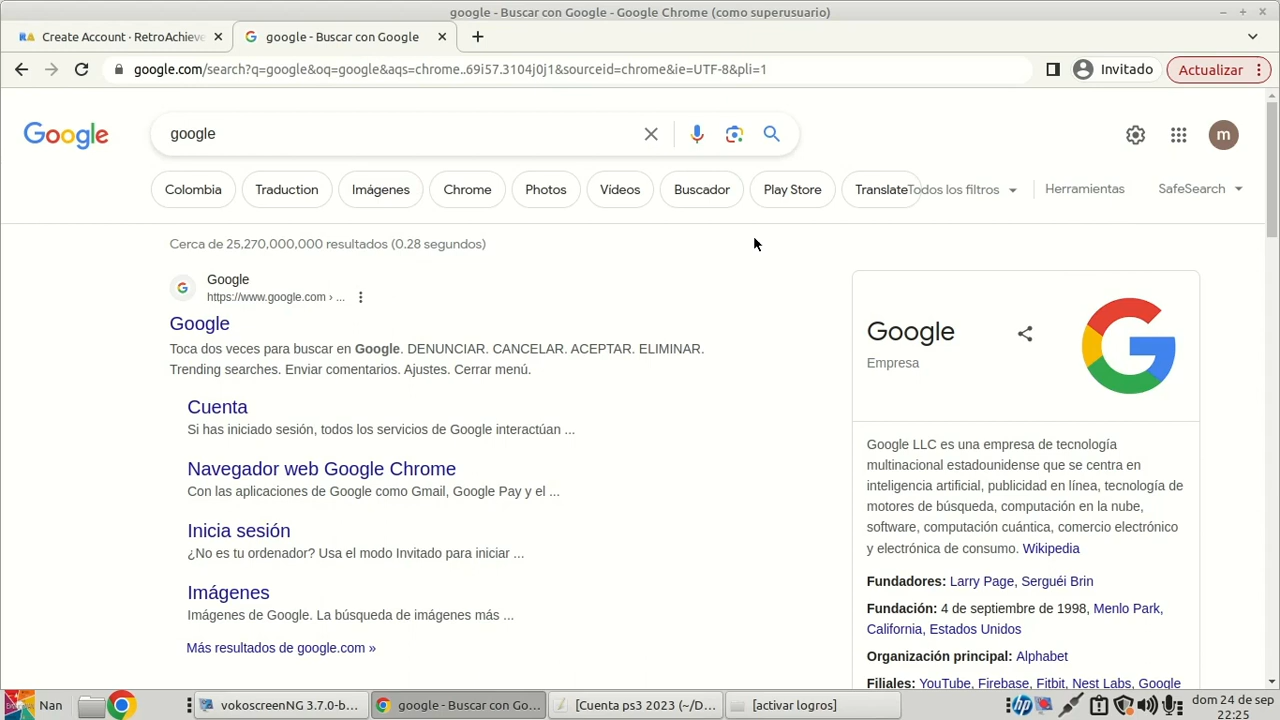 google - Buscar con Google - Google Chrome (como superusuario)
Create Account · RetroAchieve
google - Buscar con Google
google.com/search?q=google&oq=google&aqs=chrome..69i57.3104j0j1&sourceid=chrome&ie=UTF-8&pli=1
Invitado
Actualizar
Google
google
m
Colombia
Traduction
Imágenes
Chrome
Photos
Videos
Buscador
Play Store
Translate
Todos los filtros
Herramientas
SafeSearch
Cerca de 25,270,000,000 resultados (0.28 segundos)
Google
https://www.google.com › ...
Google
Toca dos veces para buscar en Google. DENUNCIAR. CANCELAR. ACEPTAR. ELIMINAR.
Trending searches. Enviar comentarios. Ajustes. Cerrar menú.
Cuenta
Si has iniciado sesión, todos los servicios de Google interactúan ...
Navegador web Google Chrome
Con las aplicaciones de Google como Gmail, Google Pay y el ...
Inicia sesión
¿No es tu ordenador? Usa el modo Invitado para iniciar ...
Imágenes
Imágenes de Google. La búsqueda de imágenes más ...
Más resultados de google.com »
Google
Empresa
Google LLC es una empresa de tecnología
multinacional estadounidense que se centra en
inteligencia artificial, publicidad en línea, tecnología de
motores de búsqueda, computación en la nube,
software, computación cuántica, comercio electrónico
y electrónica de consumo. Wikipedia
Fundadores: Larry Page, Serguéi Brin
Fundación: 4 de septiembre de 1998, Menlo Park,
California, Estados Unidos
Organización principal: Alphabet
Filiales: YouTube, Firebase, Fitbit, Nest Labs, Google
Nan
vokoscreenNG 3.7.0-b...
google - Buscar con Go...
[Cuenta ps3 2023 (~/D...
[activar logros]
dom 24 de sep
22:25